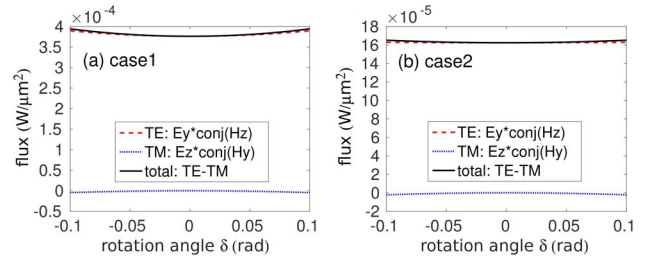 ×10⁻⁴
4
3.5
3
2.5
2
1.5
1
0.5
0
-0.5
flux (W/μm²)
(a) case1
TE: Ey*conj(Hz)
TM: Ez*conj(Hy)
total: TE-TM
-0.1 -0.05 0 0.05 0.1
rotation angle δ (rad)
×10⁻⁵
18
16
14
12
10
8
6
4
2
0
-2
flux (W/μm²)
(b) case2
TE: Ey*conj(Hz)
TM: Ez*conj(Hy)
total: TE-TM
-0.1 -0.05 0 0.05 0.1
rotation angle δ (rad)